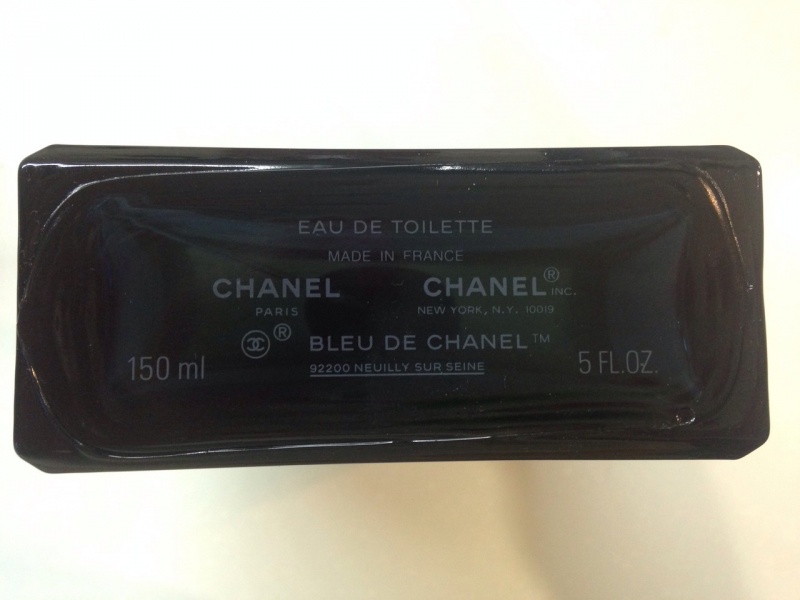 EAU DE TOILETTE
MADE IN FRANCE
CHANEL CHANEL® INC.
PARIS NEW YORK, N.Y. 10019
® BLEU DE CHANEL™
150 ml 92200 NEUILLY SUR SEINE 5 FL.OZ.